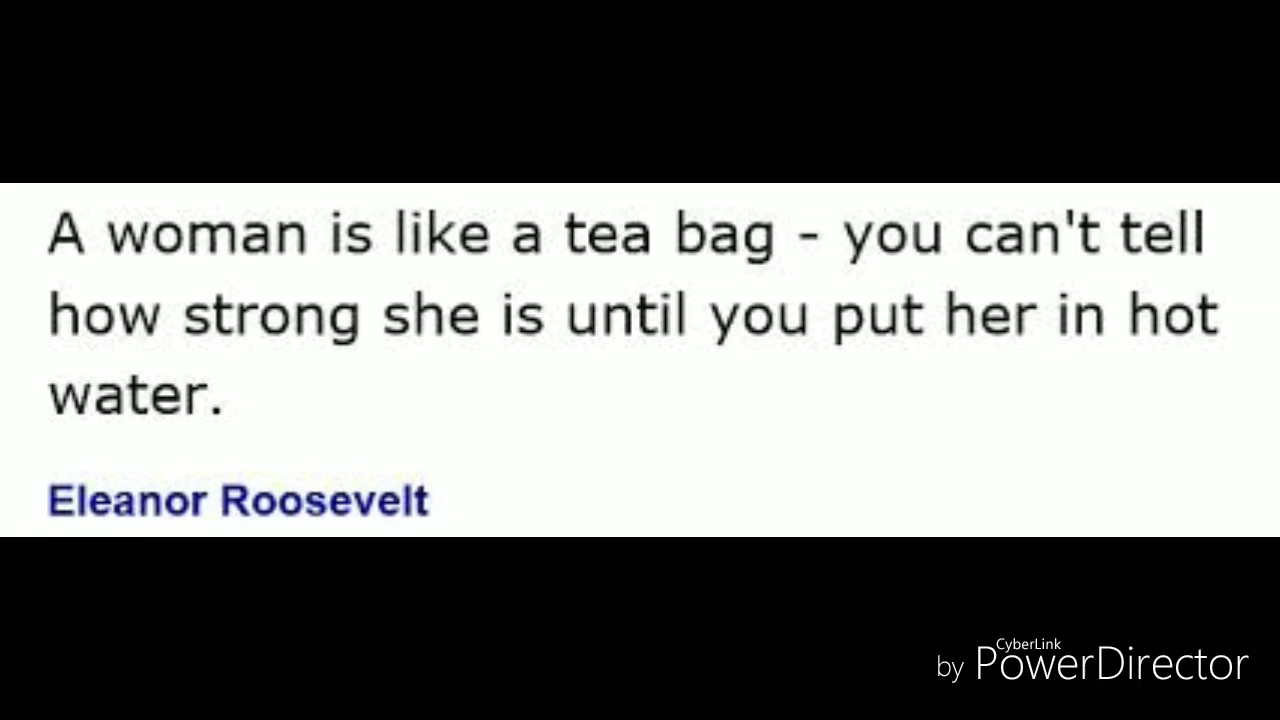 A woman is like a tea bag - you can't tell
how strong she is until you put her in hot
water.
Eleanor Roosevelt
CyberLink
by PowerDirector